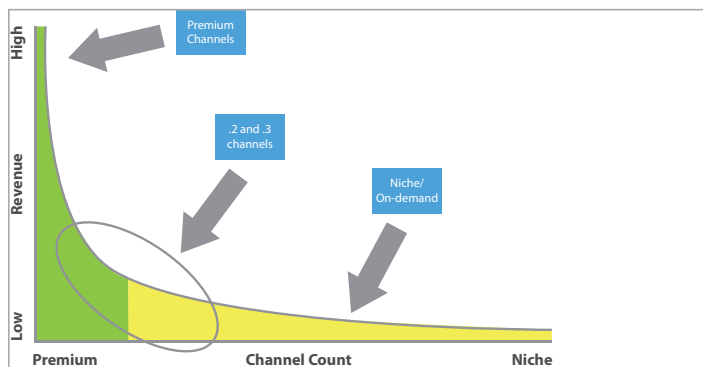 High
Revenue
Low
Premium
Channels
.2 and .3
channels
Niche/
On-demand
Premium
Channel Count
Niche